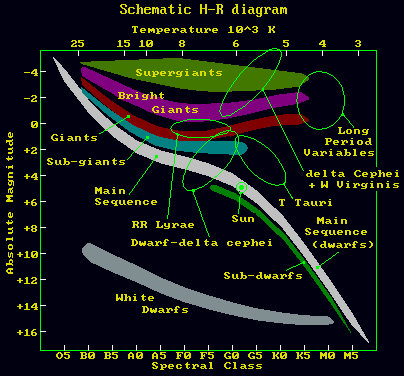 Schematic H-R diagram
Temperature 10^3 K
25 15 10 8 6 5 4 3
Absolute Magnitude
-4
-2
0
+2
+4
+6
+8
+10
+12
+14
+16
Supergiants
Bright
Giants
Giants
Sub-giants
Main
Sequence
RR Lyrae
Dwarf-delta cephei
Sun
Long
Period
Variables
delta Cephei
+ W Virginis
T Tauri
Main
Sequence
(dwarfs)
Sub-dwarfs
White
Dwarfs
O5 B0 B5 A0 A5 F0 F5 G0 G5 K0 K5 M0 M5
Spectral Class